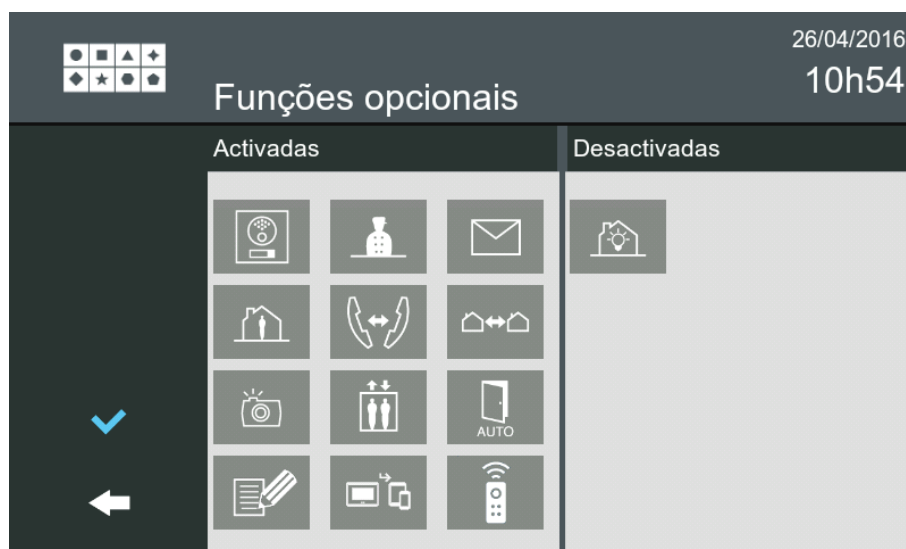 26/04/2016
10h54
Funções opcionais
Activadas
Desactivadas
AUTO